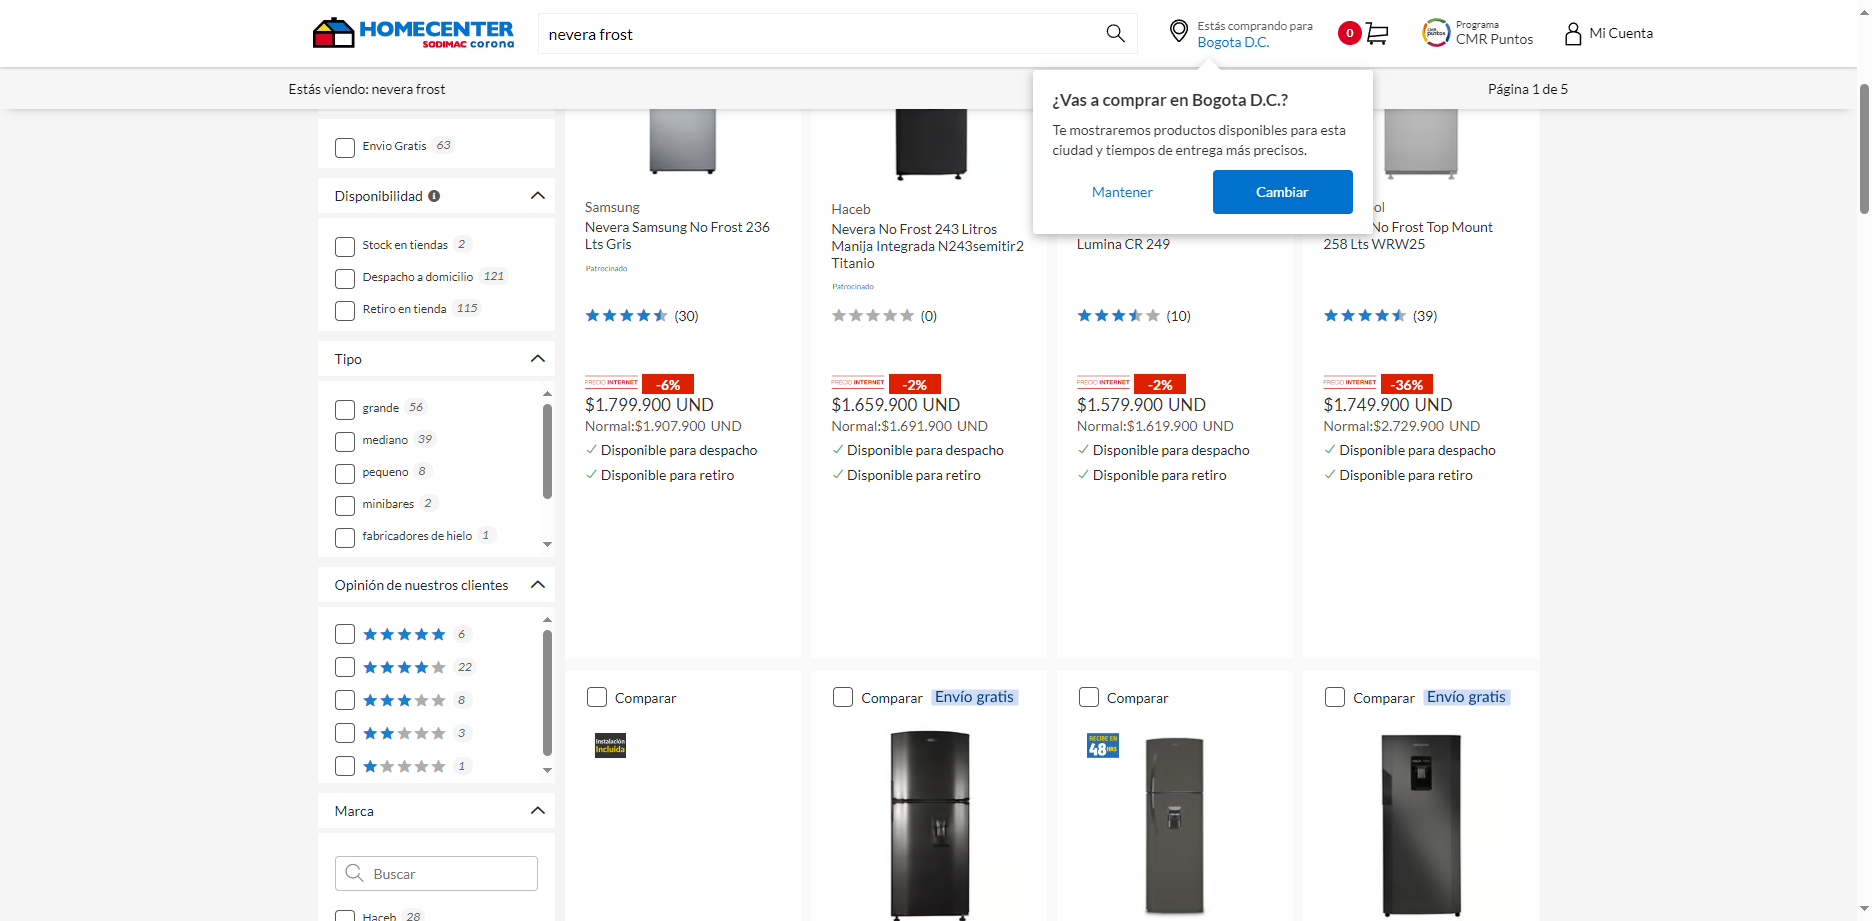 HOMECENTER
SODIMAC corona
nevera frost
Estás comprando para
Bogota D.C.
0
Programa
CMR Puntos
Mi Cuenta
Estás viendo: nevera frost
Página 1 de 5
¿Vas a comprar en Bogota D.C.?
Te mostraremos productos disponibles para esta
ciudad y tiempos de entrega más precisos.
Mantener
Cambiar
Envio Gratis 63
Disponibilidad
Stock en tiendas 2
Despacho a domicilio 121
Retiro en tienda 115
Tipo
grande 56
mediano 39
pequeno 8
minibares 2
fabricadores de hielo 1
Opinión de nuestros clientes
6
22
8
3
1
Marca
Buscar
Haceb 28
Samsung
Nevera Samsung No Frost 236
Lts Gris
Patrocinado
(30)
PRECIO INTERNET -6%
$1.799.900 UND
Normal:$1.907.900 UND
Disponible para despacho
Disponible para retiro
Haceb
Nevera No Frost 243 Litros
Manija Integrada N243semitir2
Titanio
Patrocinado
(0)
PRECIO INTERNET -2%
$1.659.900 UND
Normal:$1.691.900 UND
Disponible para despacho
Disponible para retiro
Lumina CR 249
(10)
PRECIO INTERNET -2%
$1.579.900 UND
Normal:$1.619.900 UND
Disponible para despacho
Disponible para retiro
ol
No Frost Top Mount
258 Lts WRW25
(39)
PRECIO INTERNET -36%
$1.749.900 UND
Normal:$2.729.900 UND
Disponible para despacho
Disponible para retiro
Comparar
Instalación
Incluida
Comparar Envío gratis
Comparar
RECIBE EN
48 HRS
Comparar Envío gratis